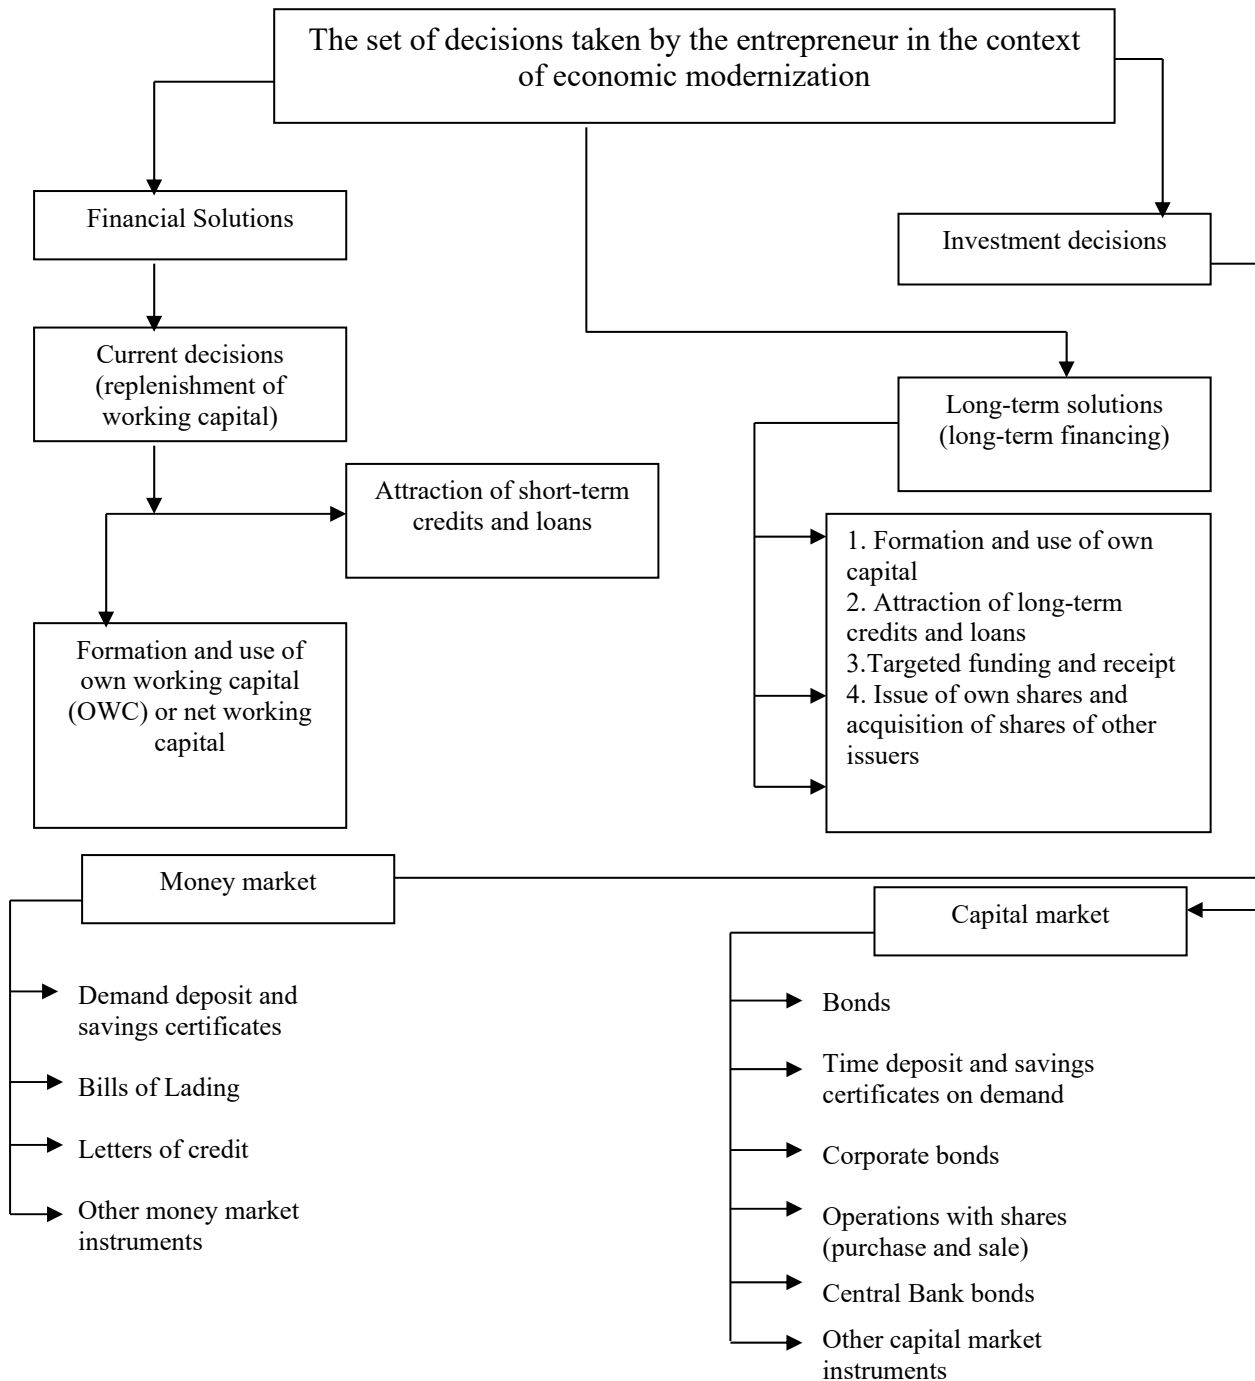 The set of decisions taken by the entrepreneur in the context
of economic modernization
Financial Solutions
Investment decisions
Current decisions
(replenishment of
working capital)
Long-term solutions
(long-term financing)
Attraction of short-term
credits and loans
1. Formation and use of own
capital
2. Attraction of long-term
credits and loans
3.Targeted funding and receipt
4. Issue of own shares and
acquisition of shares of other
issuers
Formation and use of
own working capital
(OWC) or net working
capital
Money market
Capital market
Demand deposit and
savings certificates
Bills of Lading
Letters of credit
Other money market
instruments
Bonds
Time deposit and savings
certificates on demand
Corporate bonds
Operations with shares
(purchase and sale)
Central Bank bonds
Other capital market
instruments